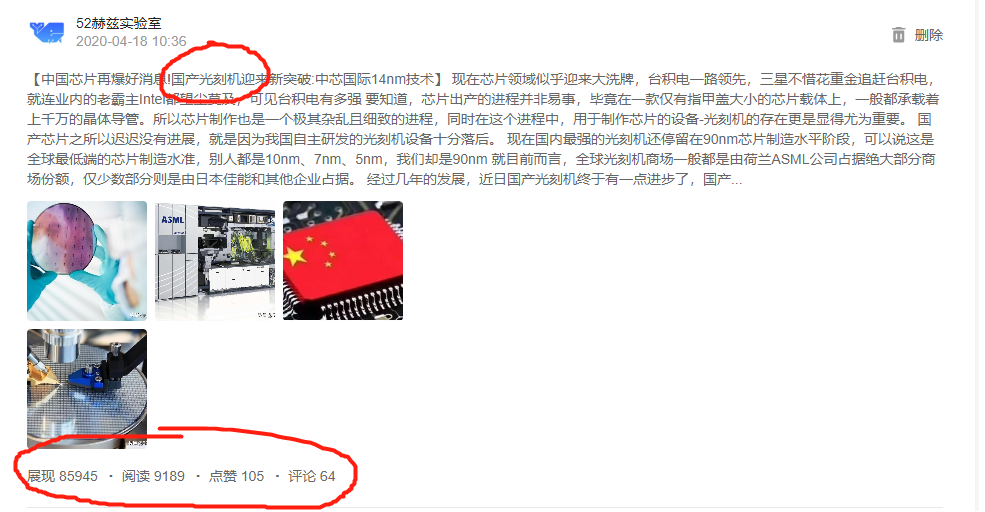 52赫兹实验室
2020-04-18 10:36
删除
【中国芯片再爆好消息!国产光刻机迎来新突破:中芯国际14nm技术】 现在芯片领域似乎迎来大洗牌，台积电一路领先，三星不惜花重金追赶台积电，
就连业内的老霸主Intel都望尘莫及，可见台积电有多强 要知道，芯片出产的进程并非易事，毕竟在一款仅有指甲盖大小的芯片载体上，一般都承载着
上千万的晶体导管。所以芯片制作也是一个极其杂乱且细致的进程，同时在这个进程中，用于制作芯片的设备-光刻机的存在更是显得尤为重要。 国
产芯片之所以迟迟没有进展，就是因为我国自主研发的光刻机设备十分落后。 现在国内最强的光刻机还停留在90nm芯片制造水平阶段，可以说这是
全球最低端的芯片制造水准，别人都是10nm、7nm、5nm，我们却是90nm 就目前而言，全球光刻机商场一般都是由荷兰ASML公司占据绝大部分商
场份额，仅少数部分则是由日本佳能和其他企业占据。 经过几年的发展，近日国产光刻机终于有一点进步了，国产...
ASML
展现 85945 · 阅读 9189 · 点赞 105 · 评论 64